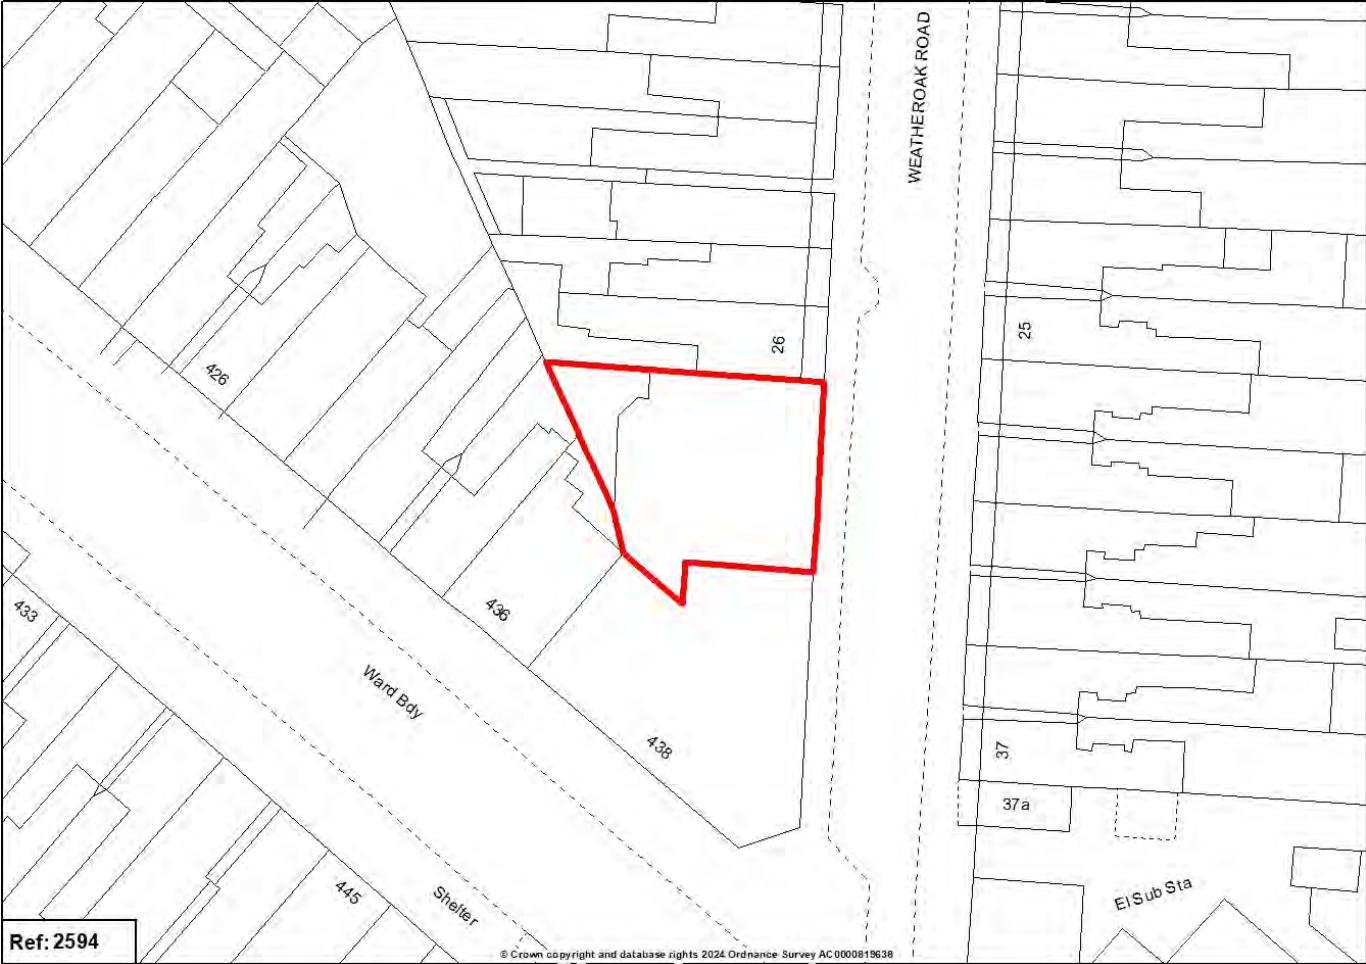 WEATHEROAK ROAD
26
25
426
436
433
Ward Bdy
438
37
37a
445
Shelter
El Sub Sta
Ref: 2594
© Crown copyright and database rights 2024 Ordnance Survey AC0000819638